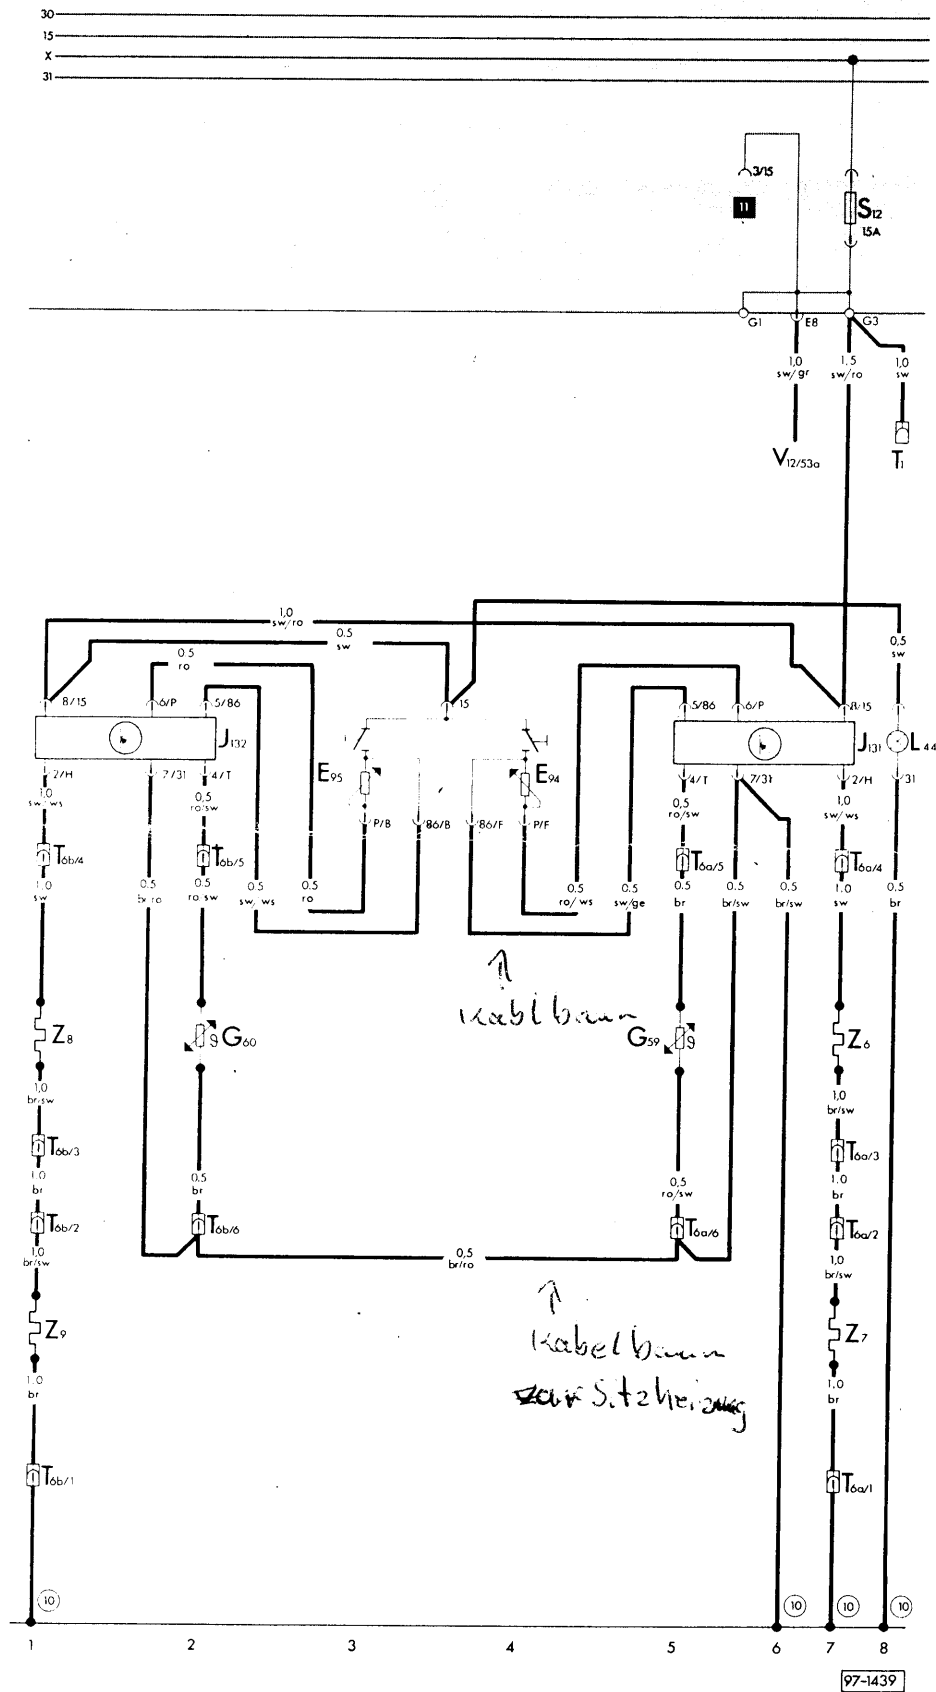 30
15
X
31
3/15
11
S12
15A
G1
E8
G3
1,0
sw/gr
1,5
sw/ro
1,0
sw
V12/53a
T1
1,0
sw/ro
0.5
sw
0.5
ro
0,5
sw
8/15
6/P
5/86
15
5/86
6/P
8/15
J132
J131
L44
2/H
7/31
4/T
E95
E94
4/T
7/31
2/H
31
1,0
sw/ws
0,5
ro/sw
P/B
86/B
86/F
P/F
0,5
ro/sw
1,0
sw/ws
T6b/4
T6b/5
T6a/5
T6a/4
1.0
sw
0.5
br/ro
0.5
ro/sw
0.5
sw/ws
0.5
ro
0.5
ro/ws
0.5
sw/ge
0.5
br
0.5
br/sw
0.5
br/sw
1.0
sw
0.5
br
Kablbaum
Z8
G60
G59
Z6
1,0
br/sw
1,0
br/sw
T6b/3
T6a/3
1.0
br
0.5
br
0,5
ro/sw
1.0
br
T6b/2
T6b/6
T6a/6
T6a/2
1,0
br/sw
0,5
br/ro
1,0
br/sw
Z9
Z7
Kabelbaum
zur Sitzheizung
1.0
br
1.0
br
T6b/1
T6a/1
10
10
10
10
1
2
3
4
5
6
7
8
97-1439